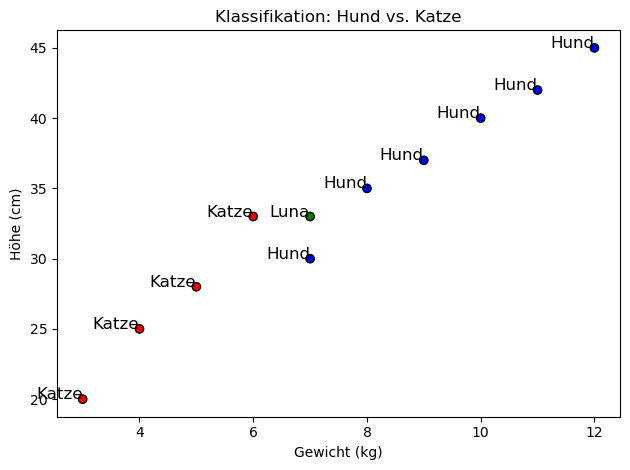 Klassifikation: Hund vs. Katze
Hund
45
Hund
40
Hund
Hund
35
Hund
Katze
Luna
Höhe (cm)
30
Hund
Katze
25
Katze
20
Katze
4
6
8
10
12
Gewicht (kg)